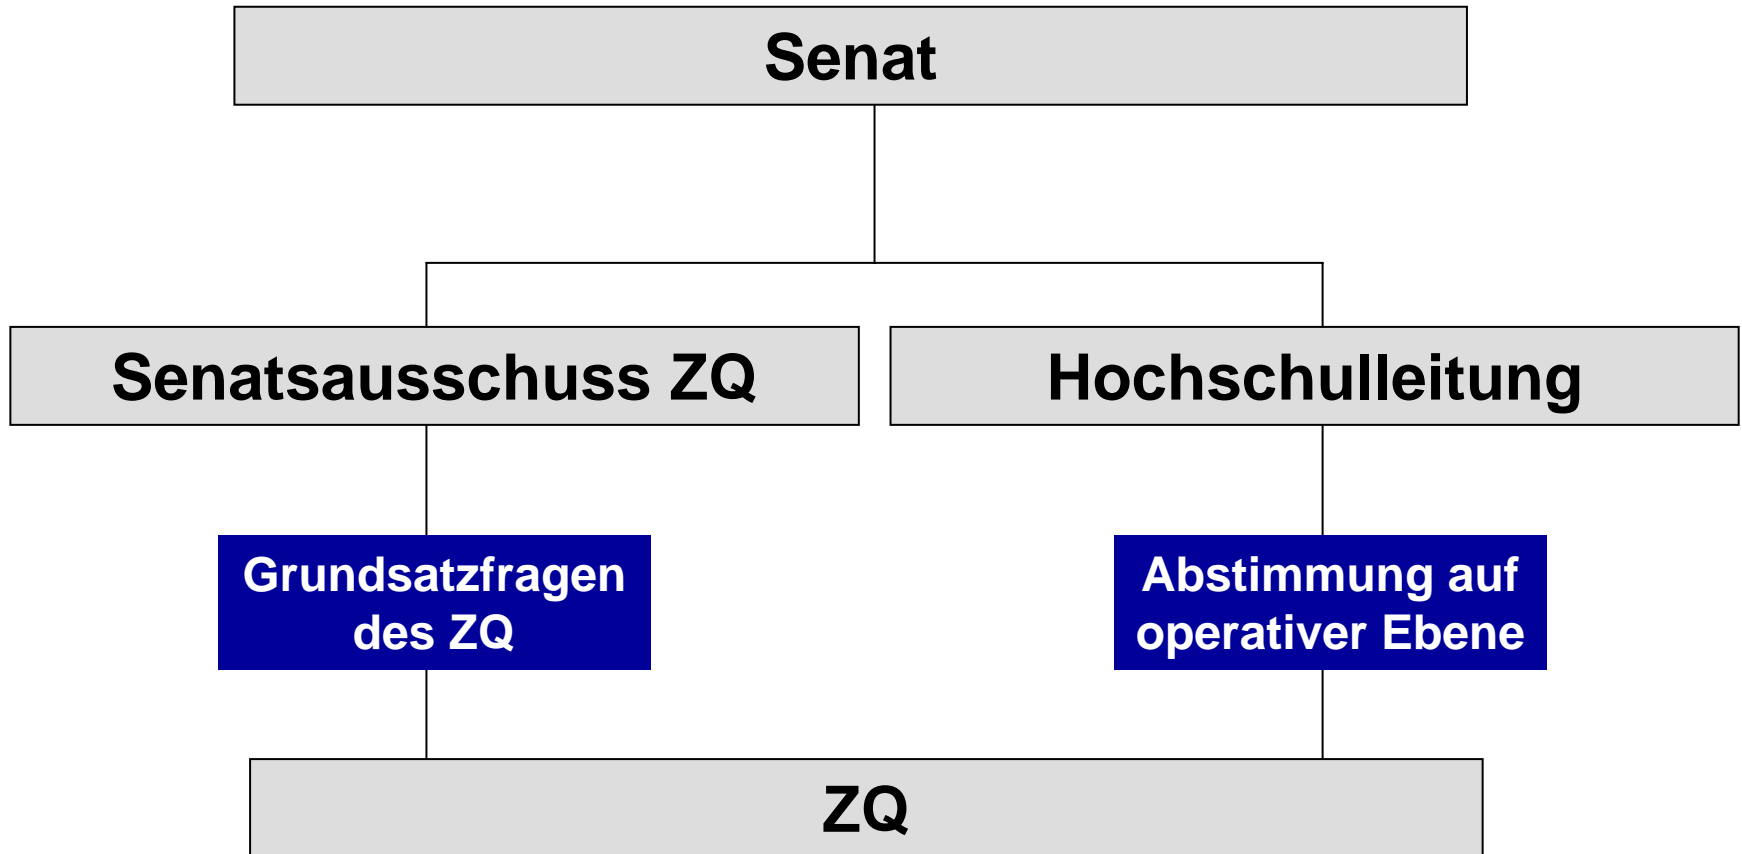 Senat
Senatsausschuss ZQ
Hochschulleitung
Grundsatzfragen
des ZQ
Abstimmung auf
operativer Ebene
ZQ